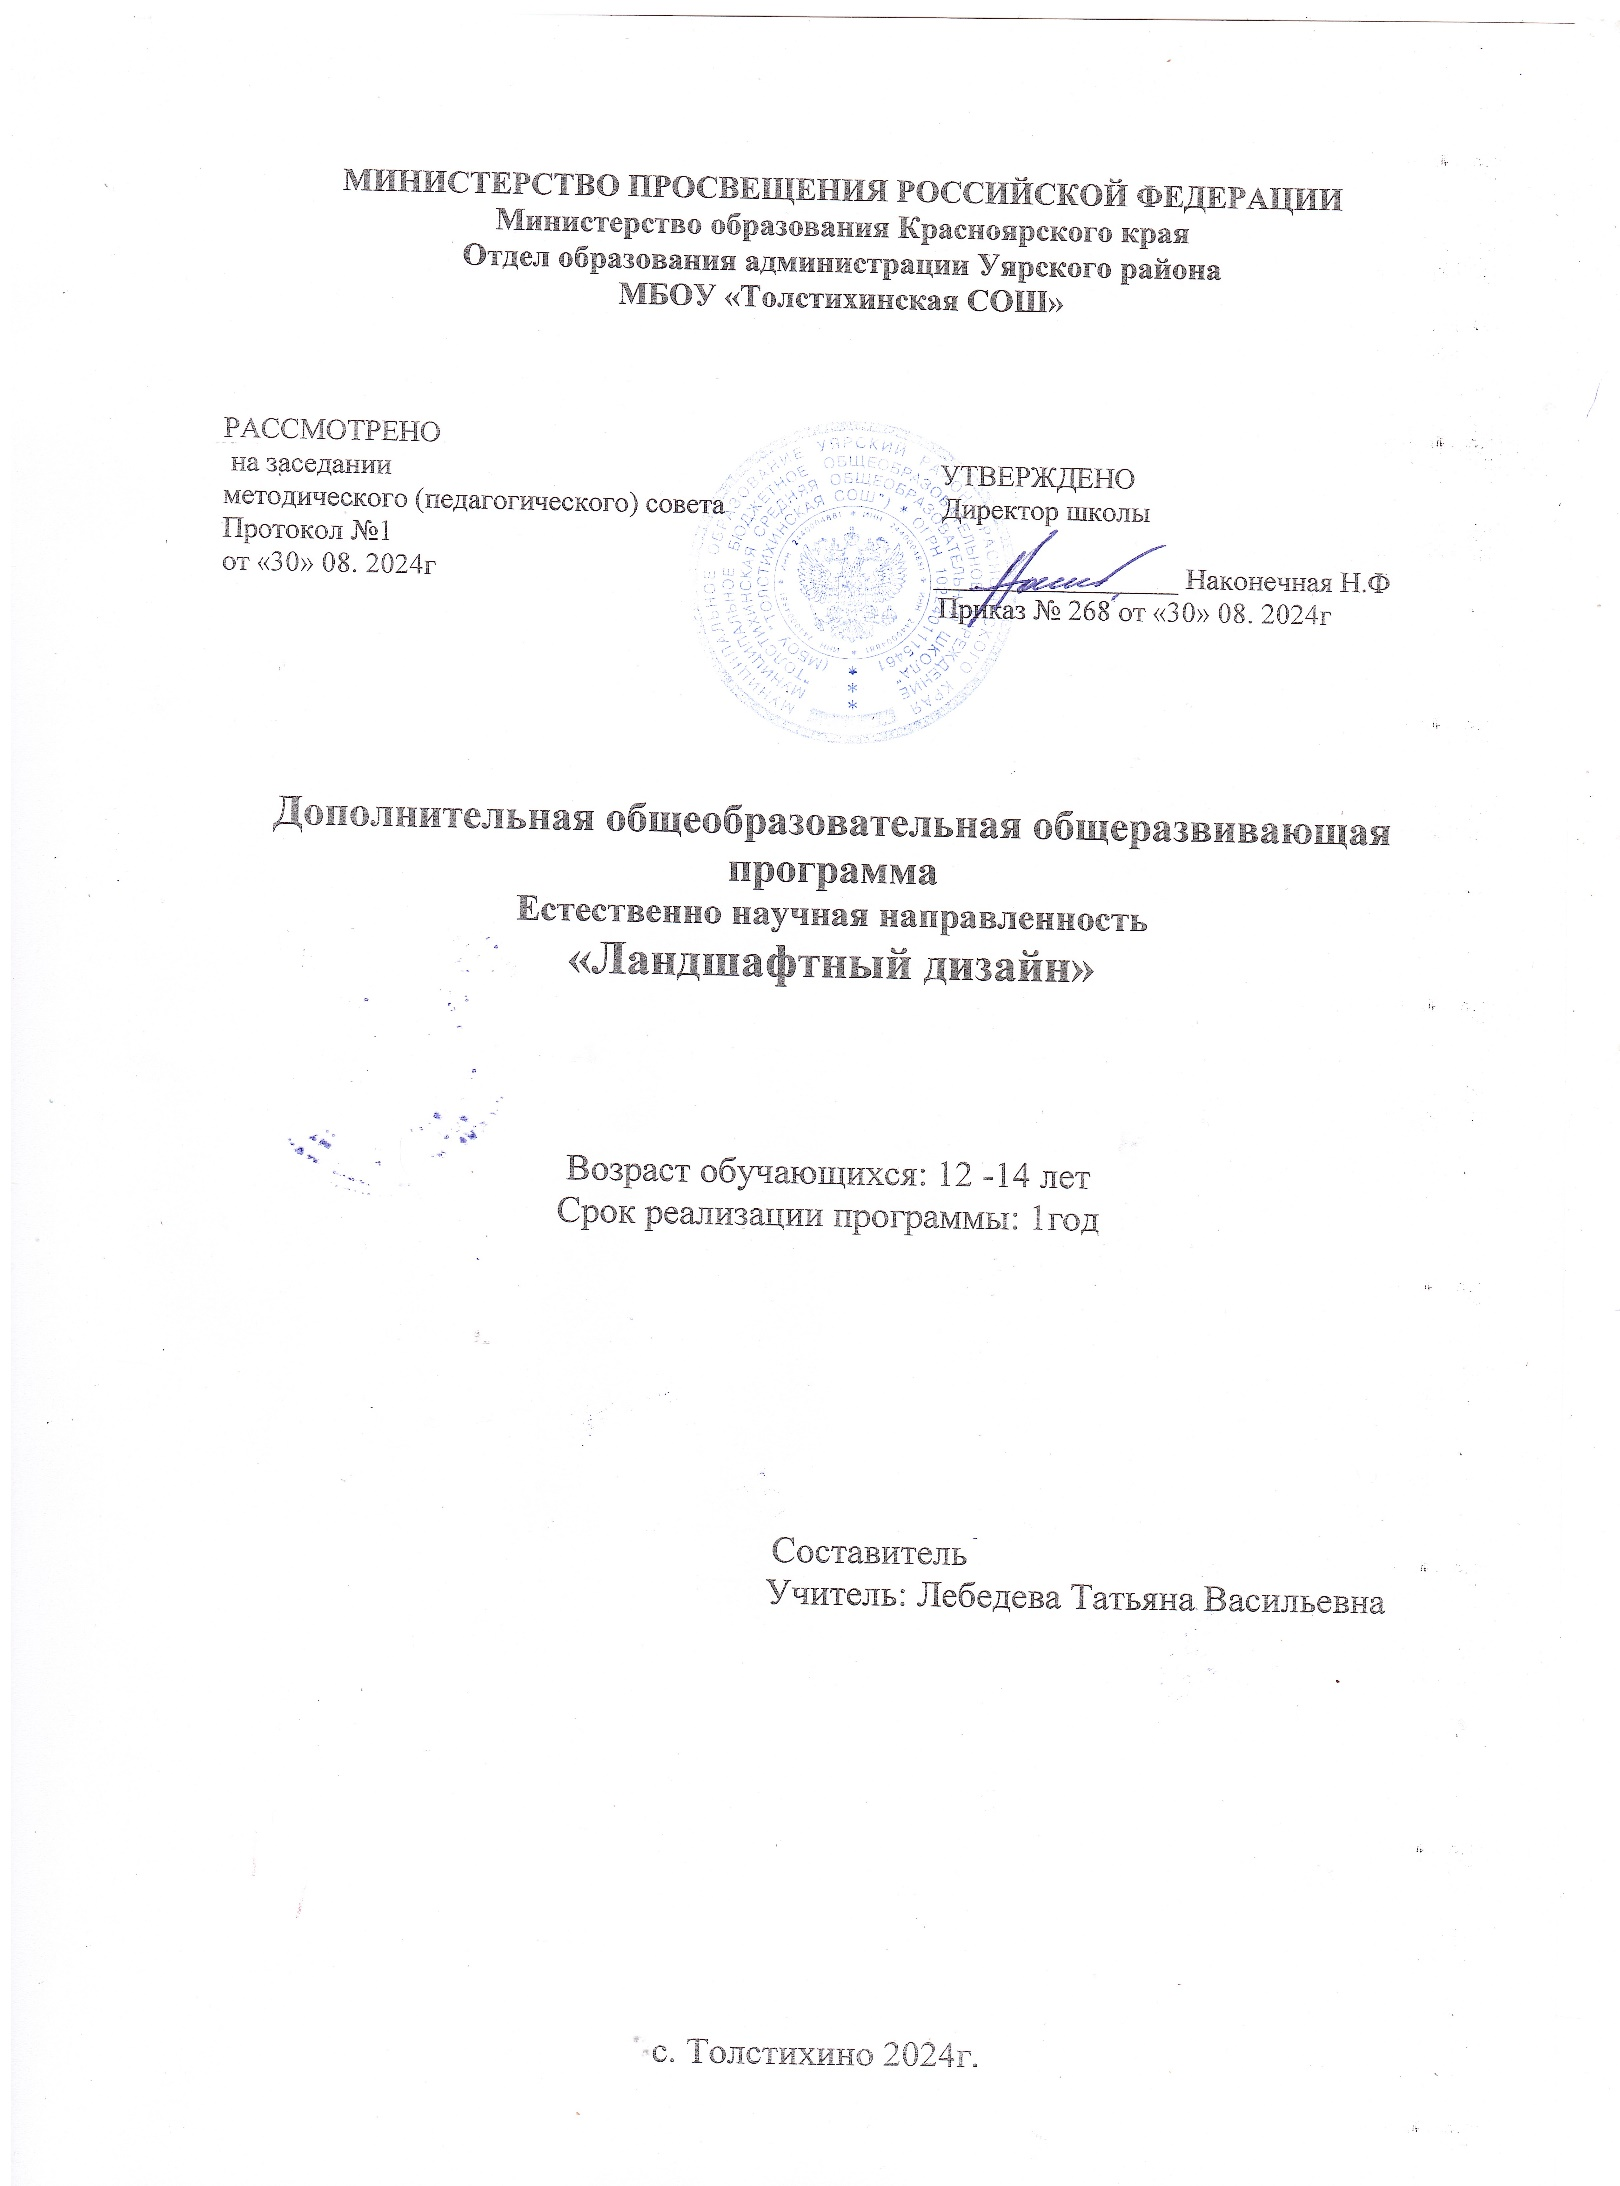 МИНИСТЕРСТВО ПРОСВЕЩЕНИЯ РОССИЙСКОЙ ФЕДЕРАЦИИ
Министерство образования Красноярского края
Отдел образования администрации Уярского района
МБОУ «Толстихинская СОШ»
РАССМОТРЕНО
на заседании
методического (педагогического) совета
Протокол №1
от «30» 08. 2024г
УТВЕРЖДЕНО
Директор школы
Наконечная Н.Ф
Приказ № 268 от «30» 08. 2024г
Дополнительная общеобразовательная общеразвивающая
программа
Естественно научная направленность
«Ландшафтный дизайн»
Возраст обучающихся: 12 -14 лет
Срок реализации программы: 1год
Составитель
Учитель: Лебедева Татьяна Васильевна
с. Толстихино 2024г.